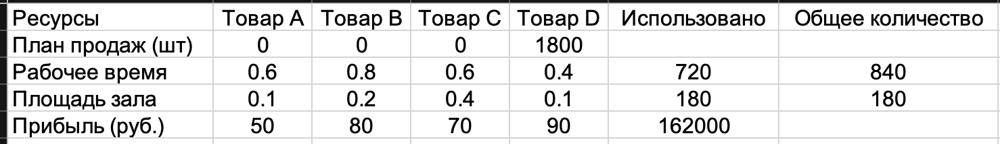 Ресурсы Товар A Товар B Товар C Товар D Использовано Общее количество
План продаж (шт) 0 0 0 1800
Рабочее время 0.6 0.8 0.6 0.4 720 840
Площадь зала 0.1 0.2 0.4 0.1 180 180
Прибыль (руб.) 50 80 70 90 162000